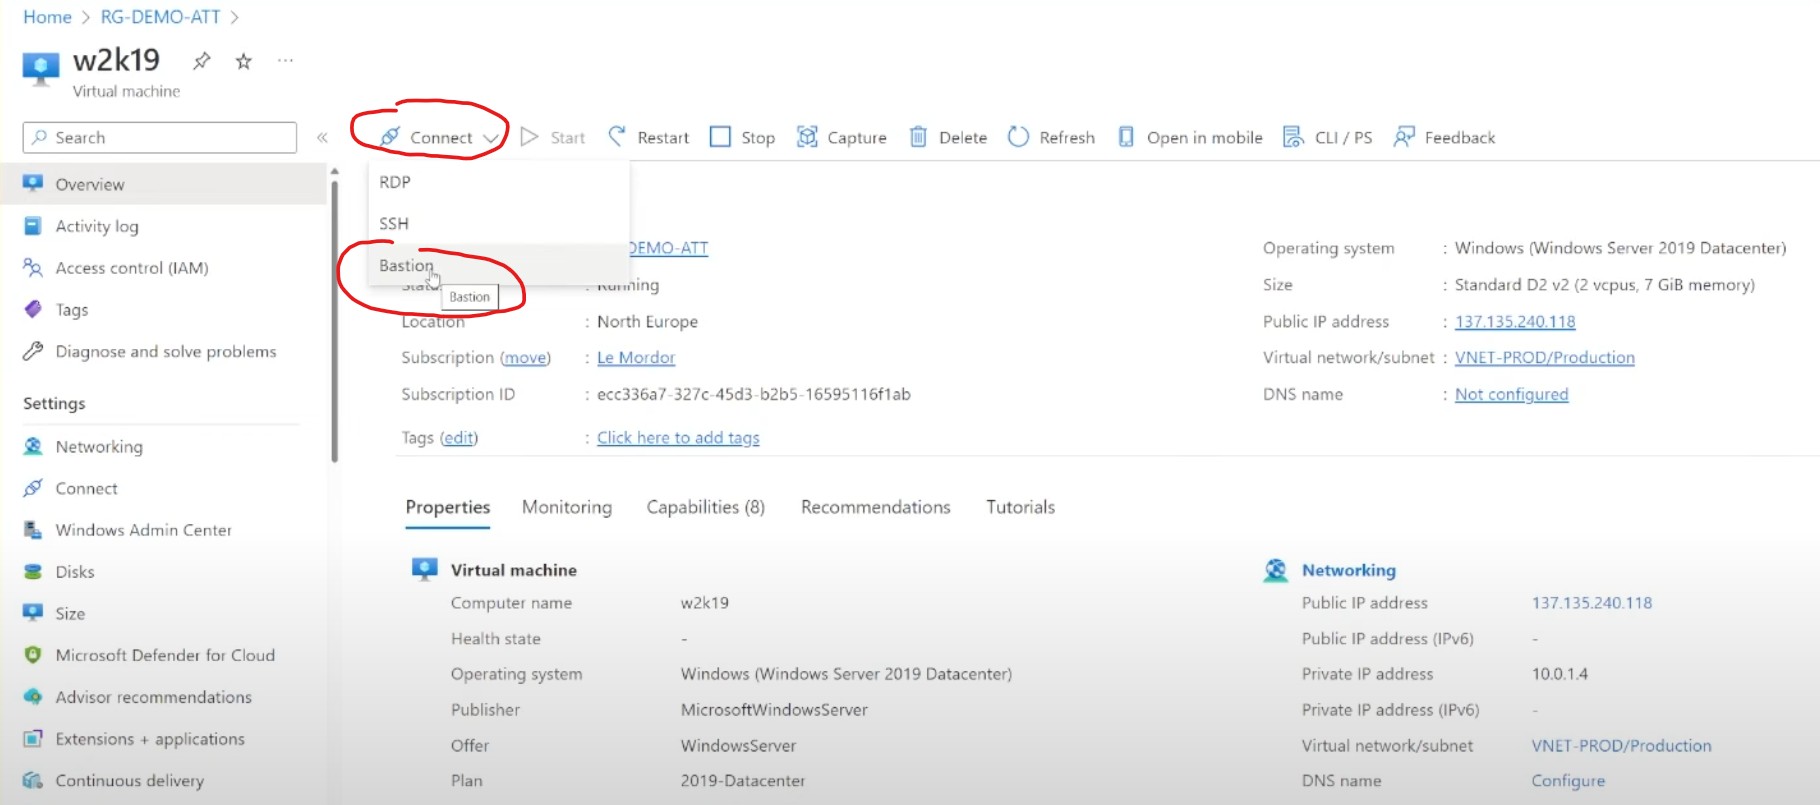 Home > RG-DEMO-ATT >
w2k19 ...
Virtual machine
Search «
Connect Start Restart Stop Capture Delete Refresh Open in mobile CLI / PS Feedback
RDP
SSH
Bastion
Bastion
Overview
Activity log
Access control (IAM)
Tags
Diagnose and solve problems
Settings
Networking
Connect
Windows Admin Center
Disks
Size
Microsoft Defender for Cloud
Advisor recommendations
Extensions + applications
Continuous delivery
DEMO-ATT
: Running
Location : North Europe
Subscription (move) : Le Mordor
Subscription ID : ecc336a7-327c-45d3-b2b5-16595116f1ab
Tags (edit) : Click here to add tags
Operating system : Windows (Windows Server 2019 Datacenter)
Size : Standard D2 v2 (2 vcpus, 7 GiB memory)
Public IP address : 137.135.240.118
Virtual network/subnet : VNET-PROD/Production
DNS name : Not configured
Properties Monitoring Capabilities (8) Recommendations Tutorials
Virtual machine
Computer name w2k19
Health state -
Operating system Windows (Windows Server 2019 Datacenter)
Publisher MicrosoftWindowsServer
Offer WindowsServer
Plan 2019-Datacenter
Networking
Public IP address 137.135.240.118
Public IP address (IPv6) -
Private IP address 10.0.1.4
Private IP address (IPv6) -
Virtual network/subnet VNET-PROD/Production
DNS name Configure